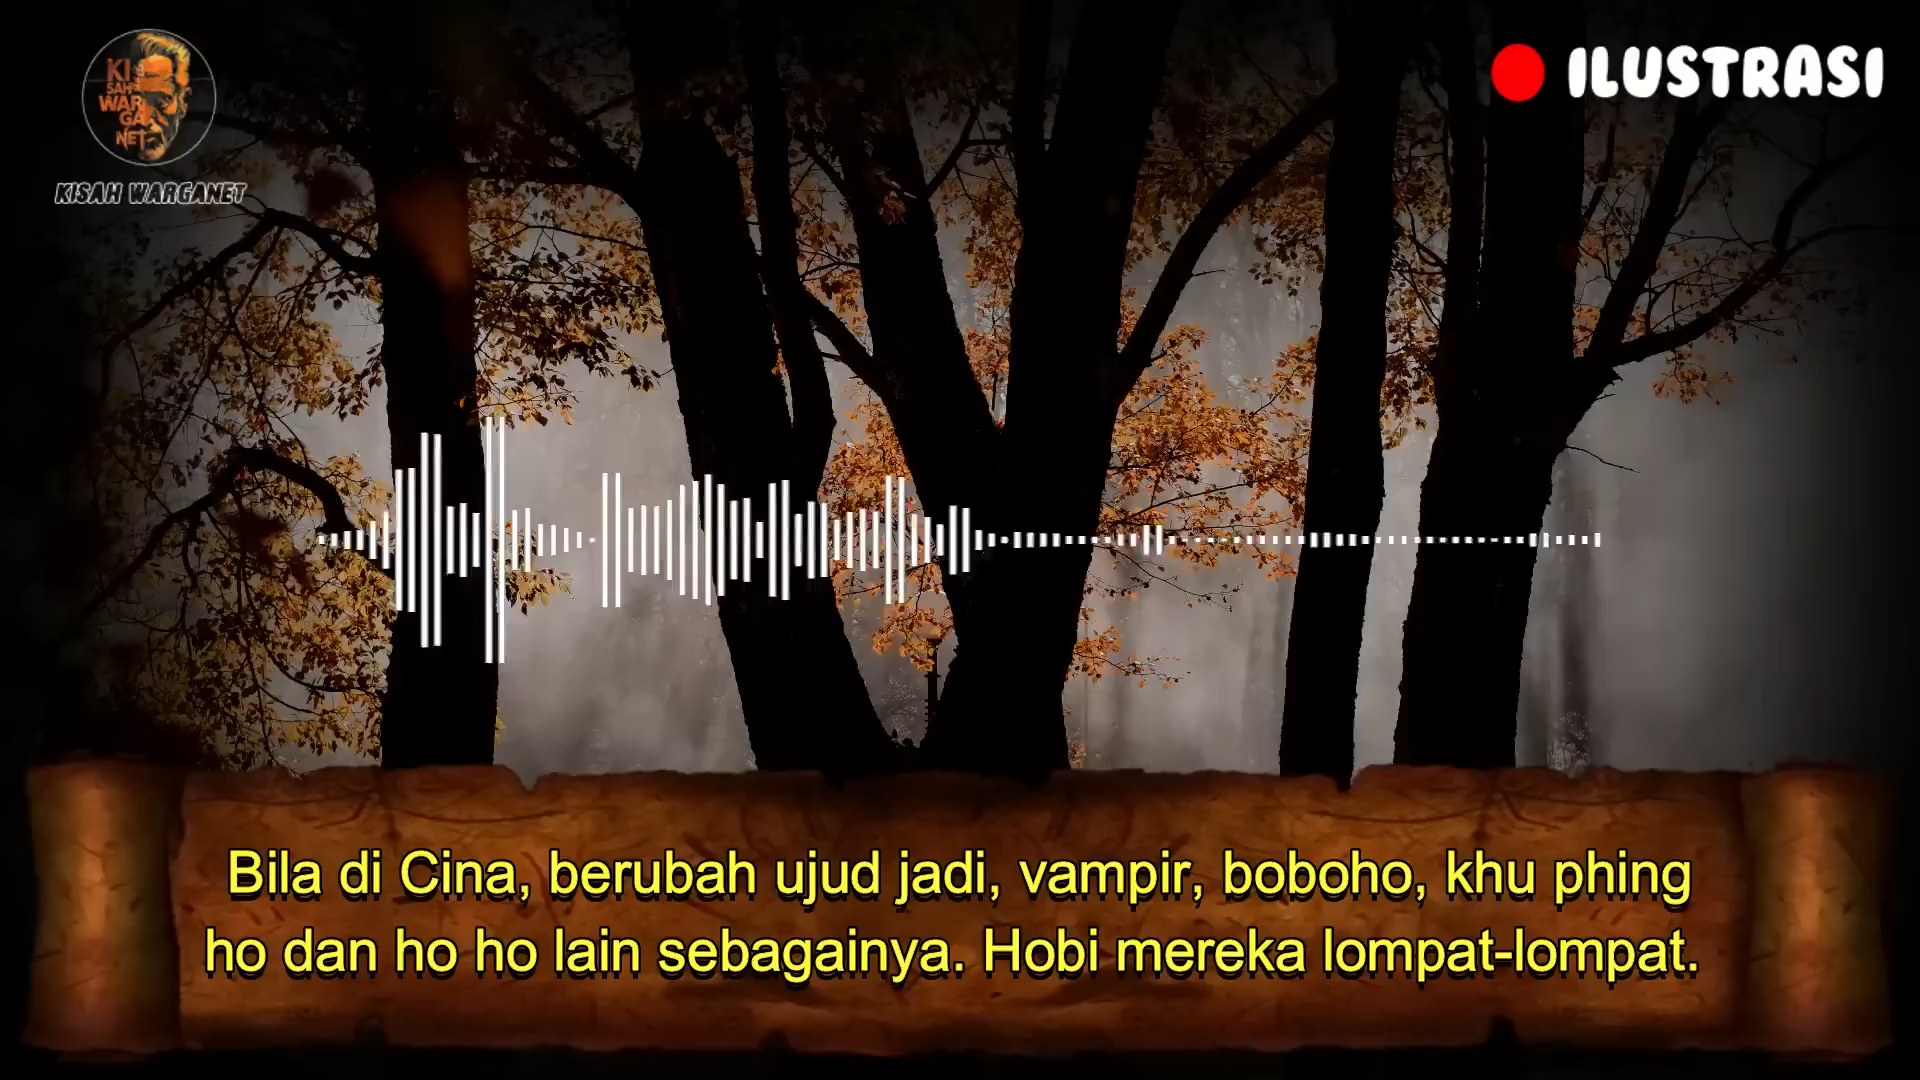 KI
SAH
WAR
GA
NET
KISAH WARGANET
ILUSTRASI
Bila di Cina, berubah ujud jadi, vampir, boboho, khu phing
ho dan ho ho lain sebagainya. Hobi mereka lompat-lompat.